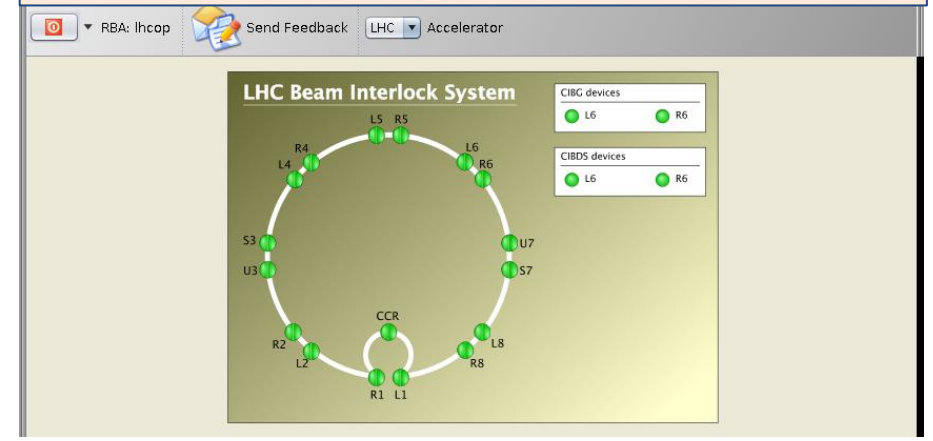 RBA: lhcop Send Feedback LHC Accelerator
LHC Beam Interlock System
CIBG devices
L6 R6
CIBDS devices
L6 R6
L5 R5
R4 L6
L4 R6
S3 U7
U3 S7
CCR
R2 L8
L2 R8
R1 L1